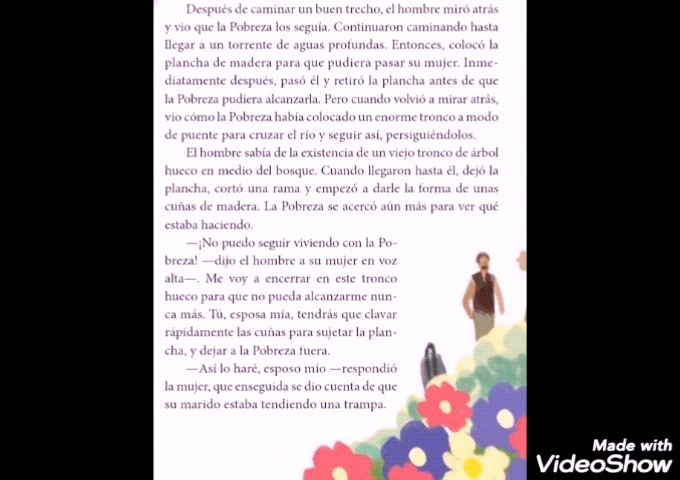 Después de caminar un buen trecho, el hombre miró atrás
y vio que la Pobreza los seguía. Continuaron caminando hasta
llegar a un torrente de aguas profundas. Entonces, colocó la
plancha de madera para que pudiera pasar su mujer. Inme-
diatamente después, pasó él y retiró la plancha antes de que
la Pobreza pudiera alcanzarla. Pero cuando volvió a mirar atrás,
vio cómo la Pobreza había colocado un enorme tronco a modo
de puente para cruzar el río y seguir así, persiguiéndolos.
El hombre sabía de la existencia de un viejo tronco de árbol
hueco en medio del bosque. Cuando llegaron hasta él, dejó la
plancha, cortó una rama y empezó a darle la forma de unas
cuñas de madera. La Pobreza se acercó aún más para ver qué
estaba haciendo.
—¡No puedo seguir viviendo con la Po-
breza! —dijo el hombre a su mujer en voz
alta—. Me voy a encerrar en este tronco
hueco para que no pueda alcanzarme nun-
ca más. Tú, esposa mía, tendrás que clavar
rápidamente las cuñas para sujetar la plan-
cha, y dejar a la Pobreza fuera.
—Así lo haré, esposo mío —respondió
la mujer, que enseguida se dio cuenta de que
su marido estaba tendiendo una trampa.
Made with
VideoShow